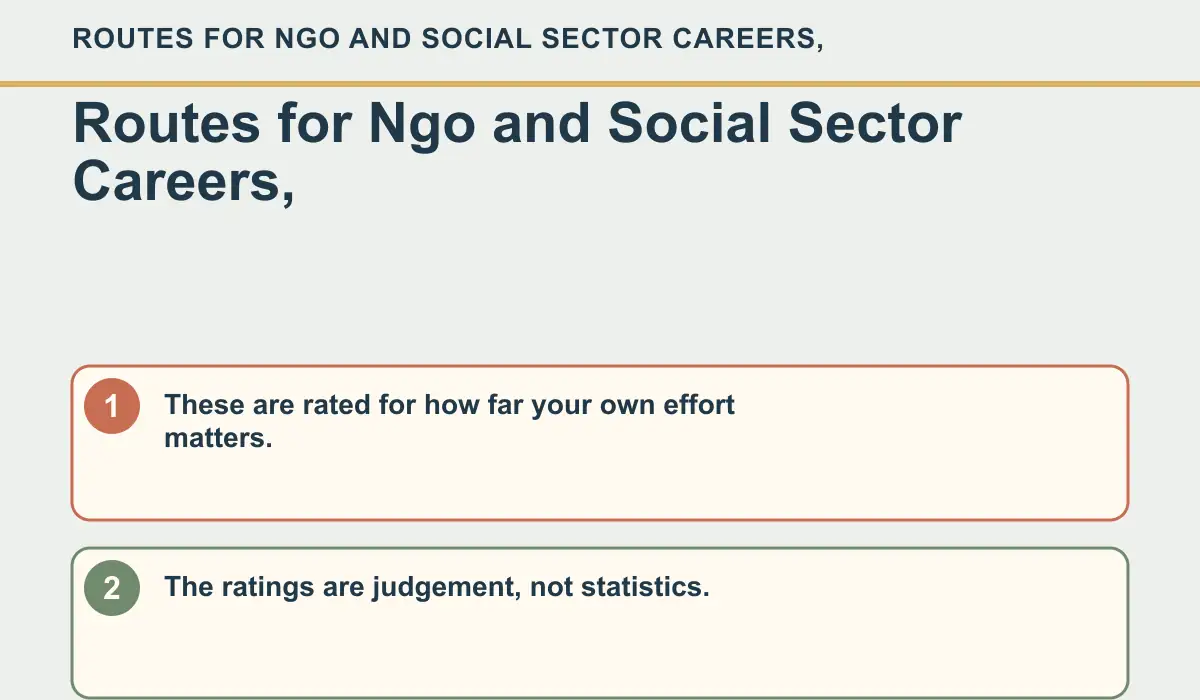 ROUTES FOR NGO AND SOCIAL SECTOR CAREERS,
Routes for Ngo and Social Sector
Careers,
1
These are rated for how far your own effort
matters.
2
The ratings are judgement, not statistics.